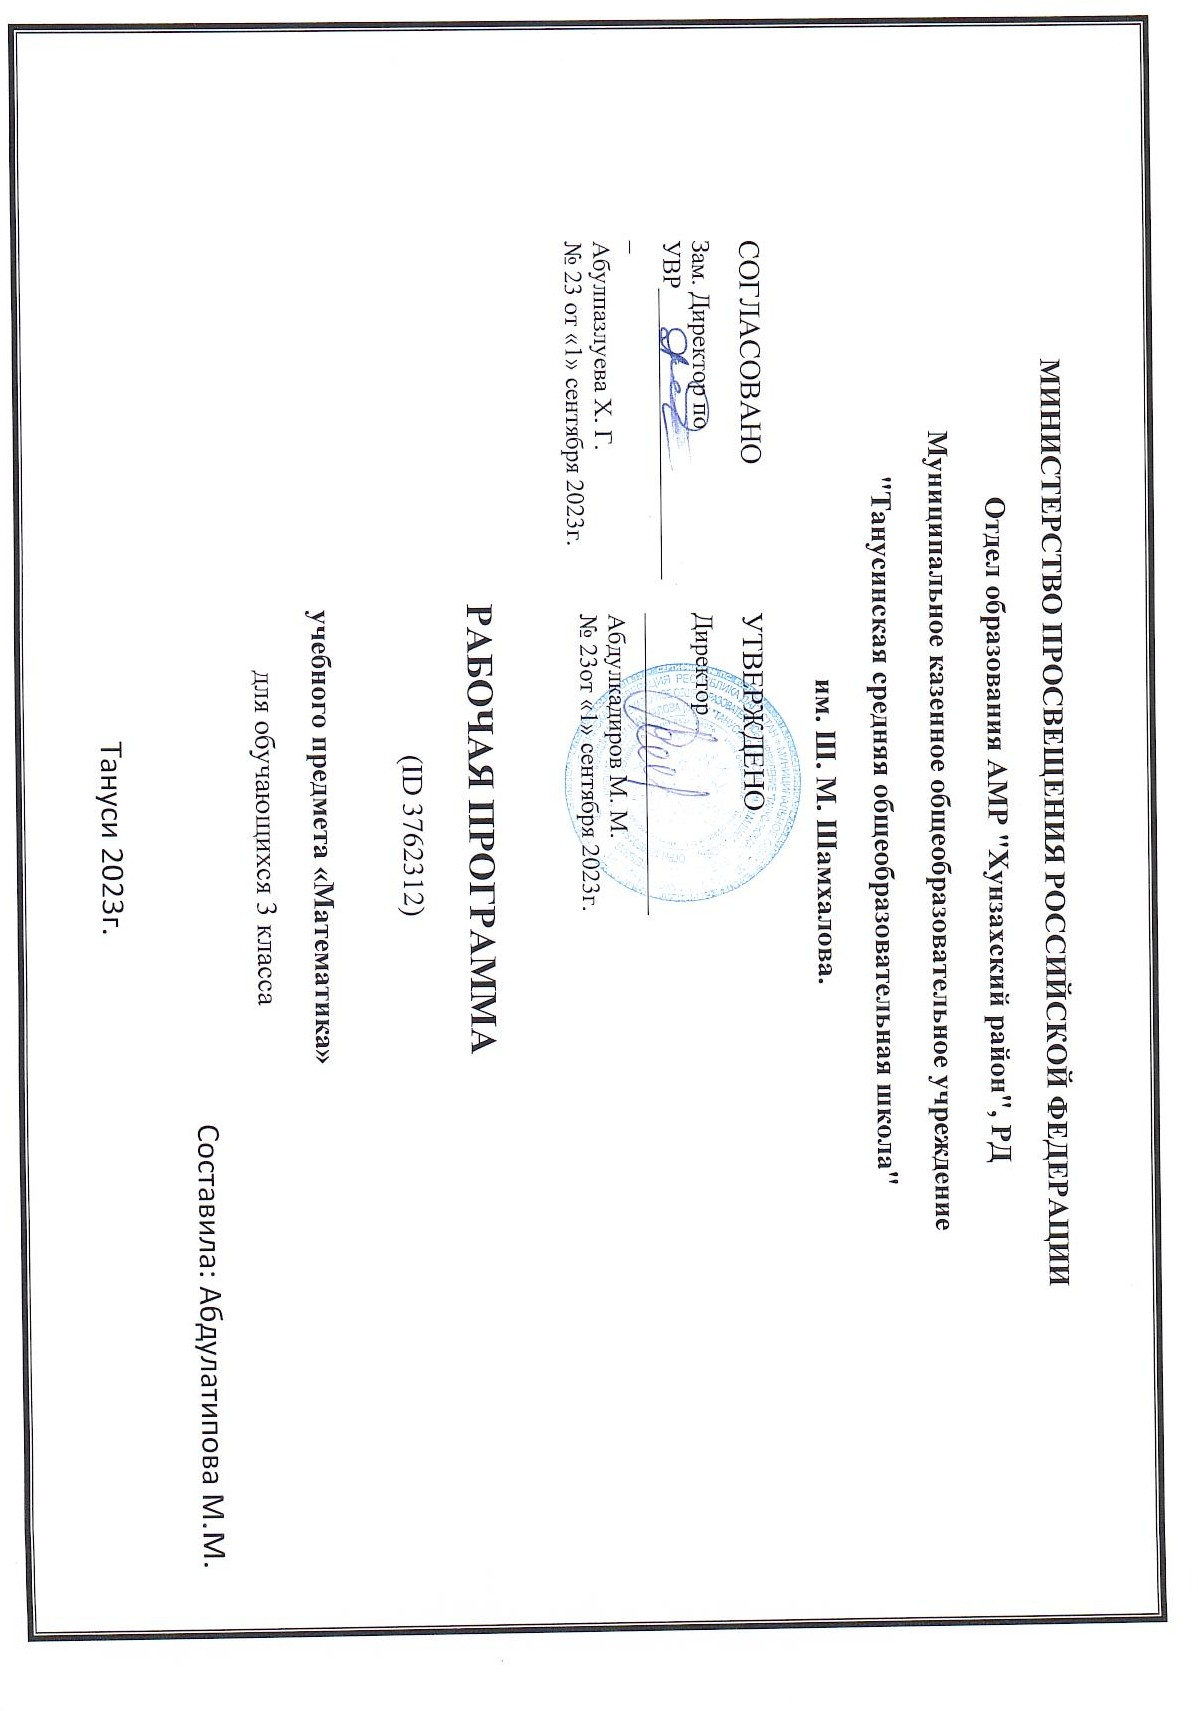 МИНИСТЕРСТВО ПРОСВЕЩЕНИЯ РОССИЙСКОЙ ФЕДЕРАЦИИ
Отдел образования АМР "Хунзахский район", РД
Муниципальное казенное общеобразовательное учреждение
"Танусинская средняя общеобразовательная школа"
им. Ш. М. Шамхалова.
СОГЛАСОВАНО
Зам. Директор по
УВР
Абулпазлуева Х. Г.
№ 23 от «1» сентября 2023г.
УТВЕРЖДЕНО
Директор
Абдулкадиров М. М.
№ 23от «1» сентября 2023г.
РАБОЧАЯ ПРОГРАММА
(ID 3762312)
учебного предмета «Математика»
для обучающихся 3 класса
Составила: Абдулатипова М.М.
Тануси 2023г.